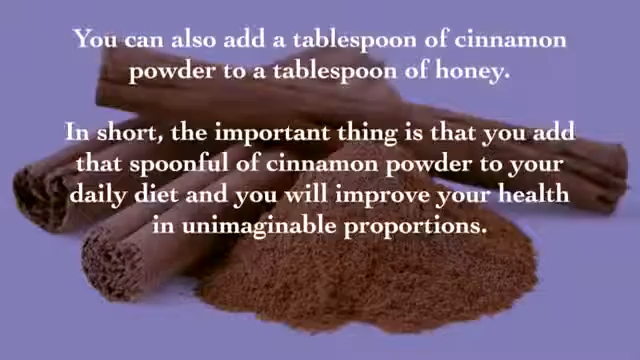 You can also add a tablespoon of cinnamon
powder to a tablespoon of honey.
In short, the important thing is that you add
that spoonful of cinnamon powder to your
daily diet and you will improve your health
in unimaginable proportions.